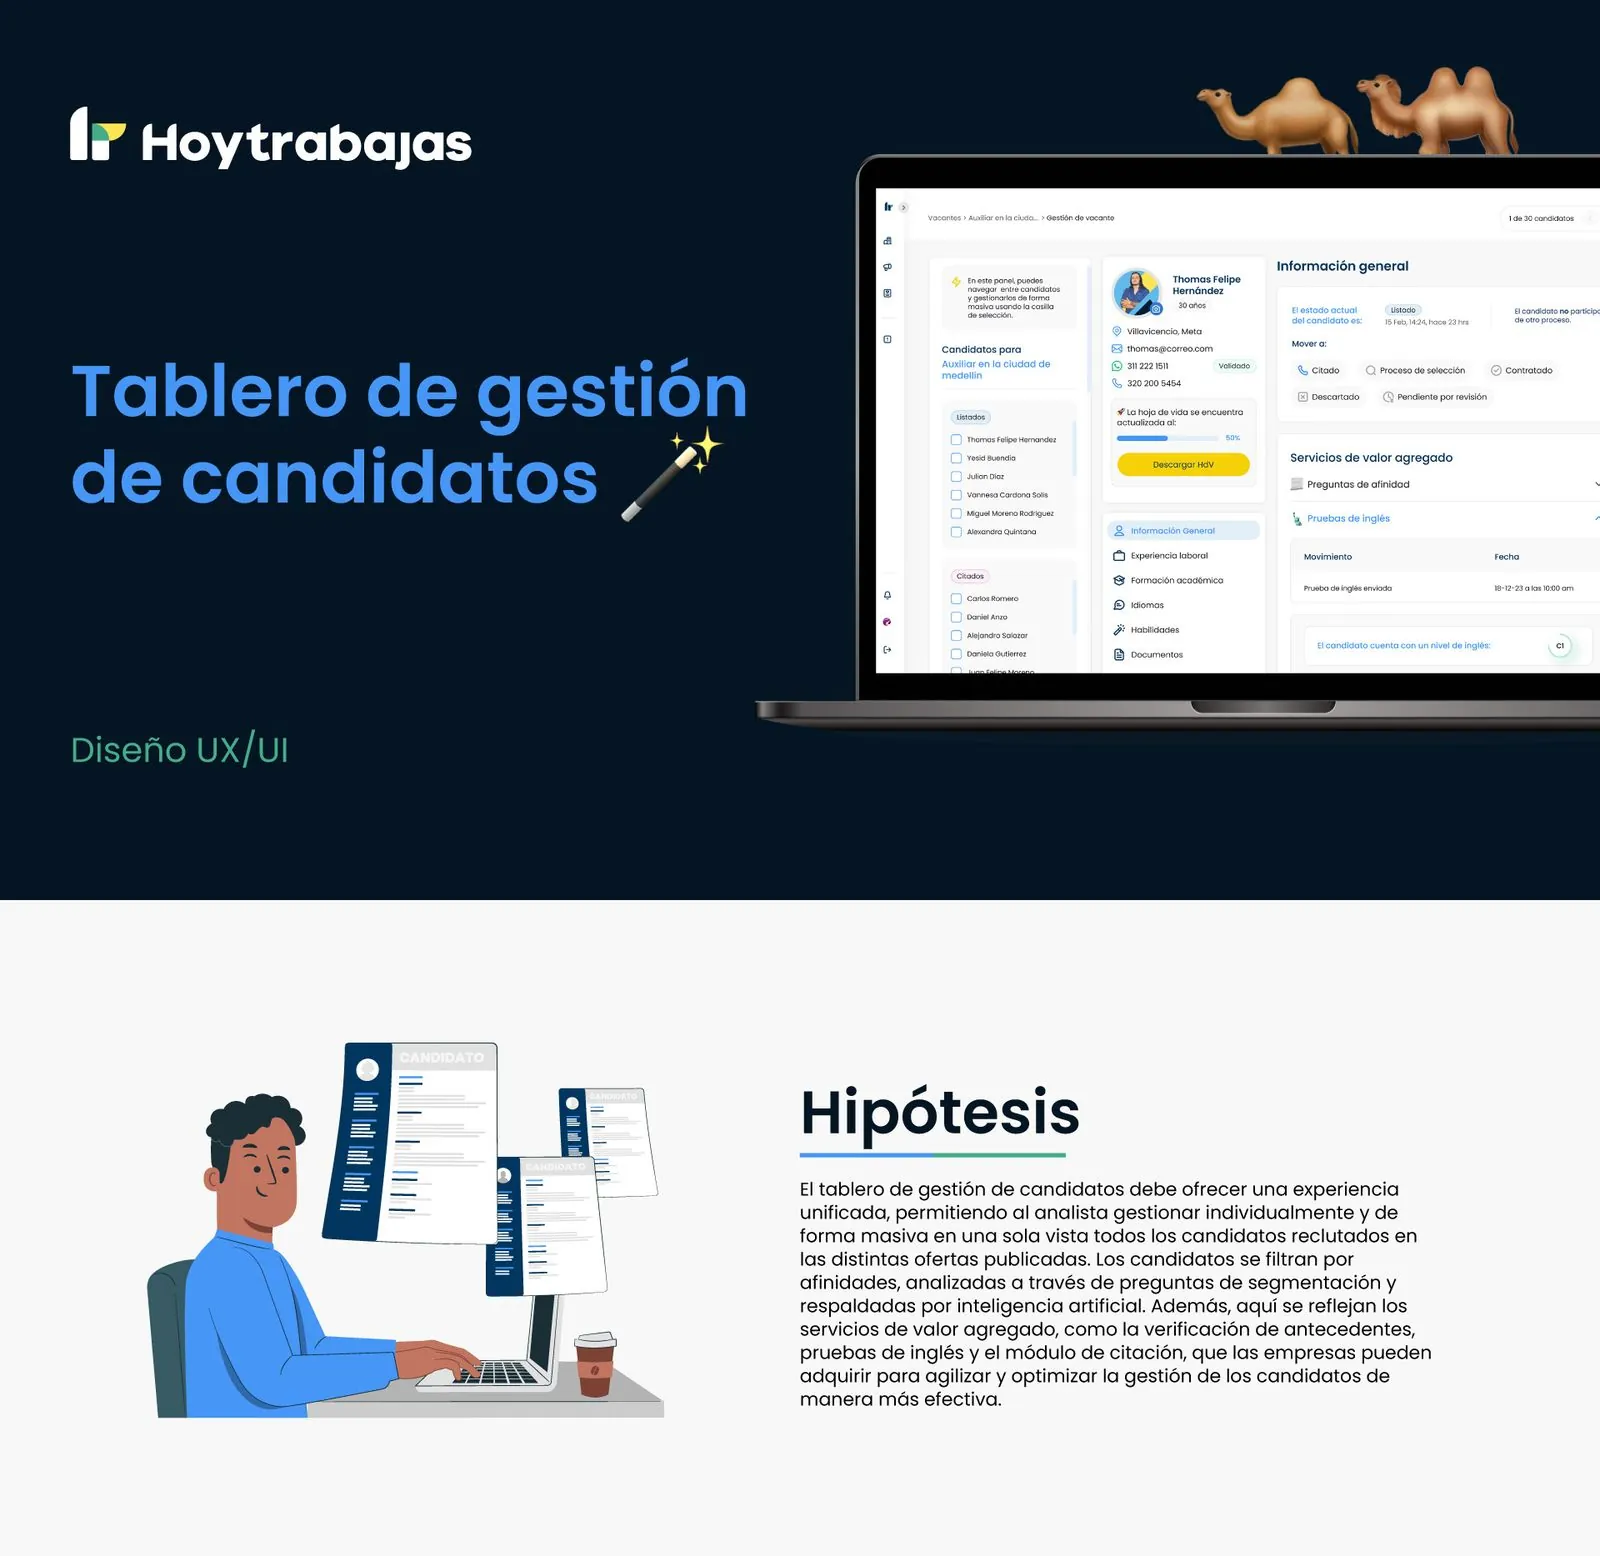 Hoytrabajas
Tablero de gestión
de candidatos
Diseño UX/UI
Vacantes > Auxiliar en la ciuda... > Gestión de vacante
1 de 30 candidatos
En este panel, puedes
navegar entre candidatos
y gestionarlos de forma
masiva usando la casilla
de selección.
Candidatos para
Auxiliar en la ciudad de
medellín
Listados
Thomas Felipe Hernandez
Yesid Buendia
Julian Diaz
Vannesa Cardona Solis
Miguel Moreno Rodriguez
Alexandra Quintana
Citados
Carlos Romero
Daniel Anzo
Alejandro Salazar
Daniela Gutierrez
Juan Felipe Moreno
Thomas Felipe
Hernández
30 años
Villavicencio, Meta
thomas@correo.com
311 222 1511
Validado
320 200 5454
La hoja de vida se encuentra
actualizada al:
50%
Descargar HdV
Información General
Experiencia laboral
Formación académica
Idiomas
Habilidades
Documentos
Información general
El estado actual
del candidato es:
Listado
15 Feb, 14:24, hace 23 hrs
El candidato no particip
de otro proceso.
Mover a:
Citado
Proceso de selección
Contratado
Descartado
Pendiente por revisión
Servicios de valor agregado
Preguntas de afinidad
Pruebas de inglés
Movimiento
Fecha
Prueba de inglés enviada
18-12-23 a las 10:00 am
El candidato cuenta con un nivel de inglés:
C1
CANDIDATO
CANDIDATO
CANDIDATO
Hipótesis
El tablero de gestión de candidatos debe ofrecer una experiencia
unificada, permitiendo al analista gestionar individualmente y de
forma masiva en una sola vista todos los candidatos reclutados en
las distintas ofertas publicadas. Los candidatos se filtran por
afinidades, analizadas a través de preguntas de segmentación y
respaldadas por inteligencia artificial. Además, aquí se reflejan los
servicios de valor agregado, como la verificación de antecedentes,
pruebas de inglés y el módulo de citación, que las empresas pueden
adquirir para agilizar y optimizar la gestión de los candidatos de
manera más efectiva.